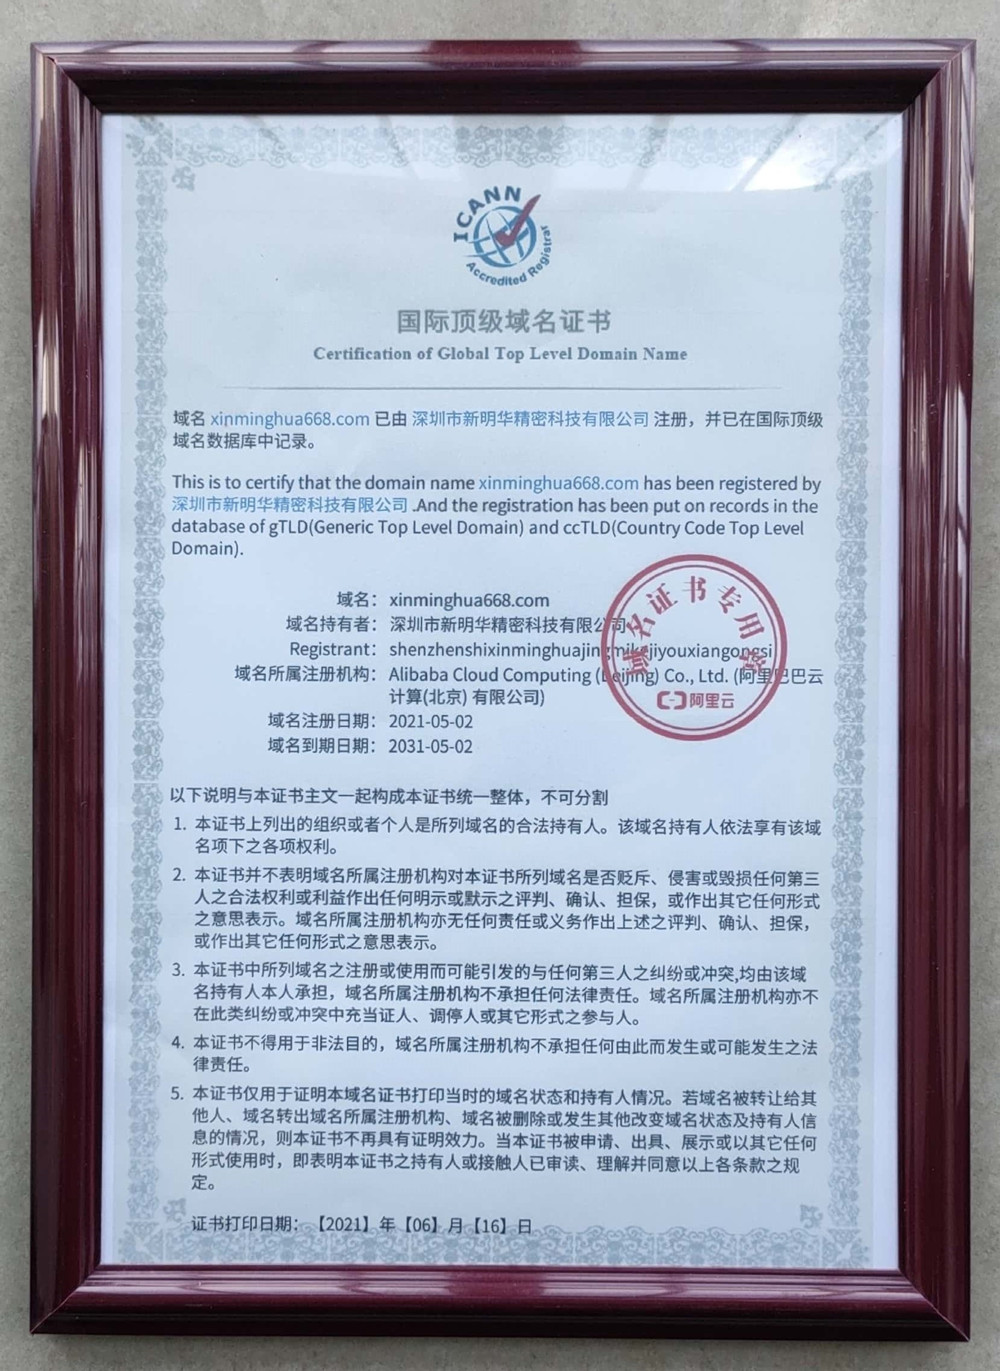 ICANN
Accredited Registrar
国际顶级域名证书
Certification of Global Top Level Domain Name
域名 xinminghua668.com 已由 深圳市新明华精密科技有限公司 注册，并已在国际顶级
域名数据库中记录。
This is to certify that the domain name xinminghua668.com has been registered by
深圳市新明华精密科技有限公司 .And the registration has been put on records in the
database of gTLD(Generic Top Level Domain) and ccTLD(Country Code Top Level
Domain).
域名： xinminghua668.com
域名持有者： 深圳市新明华精密科技有限公司
Registrant： shenzhenshixinminghuajingmikejiyouxiangongsi
域名所属注册机构： Alibaba Cloud Computing (Beijing) Co., Ltd. (阿里巴巴云
计算(北京) 有限公司)
域名注册日期： 2021-05-02
域名到期日期： 2031-05-02
域名证书专用章
阿里云
以下说明与本证书主文一起构成本证书统一整体，不可分割
1. 本证书上列出的组织或者个人是所列域名的合法持有人。该域名持有人依法享有该域
名项下之各项权利。
2. 本证书并不表明域名所属注册机构对本证书所列域名是否贬斥、侵害或毁损任何第三
人之合法权利或利益作出任何明示或默示之评判、确认、担保，或作出其它任何形式
之意思表示。域名所属注册机构亦无任何责任或义务作出上述之评判、确认、担保，
或作出其它任何形式之意思表示。
3. 本证书中所列域名之注册或使用而可能引发的与任何第三人之纠纷或冲突,均由该域
名持有人本人承担，域名所属注册机构不承担任何法律责任。域名所属注册机构亦不
在此类纠纷或冲突中充当证人、调停人或其它形式之参与人。
4. 本证书不得用于非法目的，域名所属注册机构不承担任何由此而发生或可能发生之法
律责任。
5. 本证书仅用于证明本域名证书打印当时的域名状态和持有人情况。若域名被转让给其
他人、域名转出域名所属注册机构、域名被删除或发生其他改变域名状态及持有人信
息的情况，则本证书不再具有证明效力。当本证书被申请、出具、展示或以其它任何
形式使用时，即表明本证书之持有人或接触人已审读、理解并同意以上各条款之规
定。
证书打印日期：【2021】年【06】月【16】日